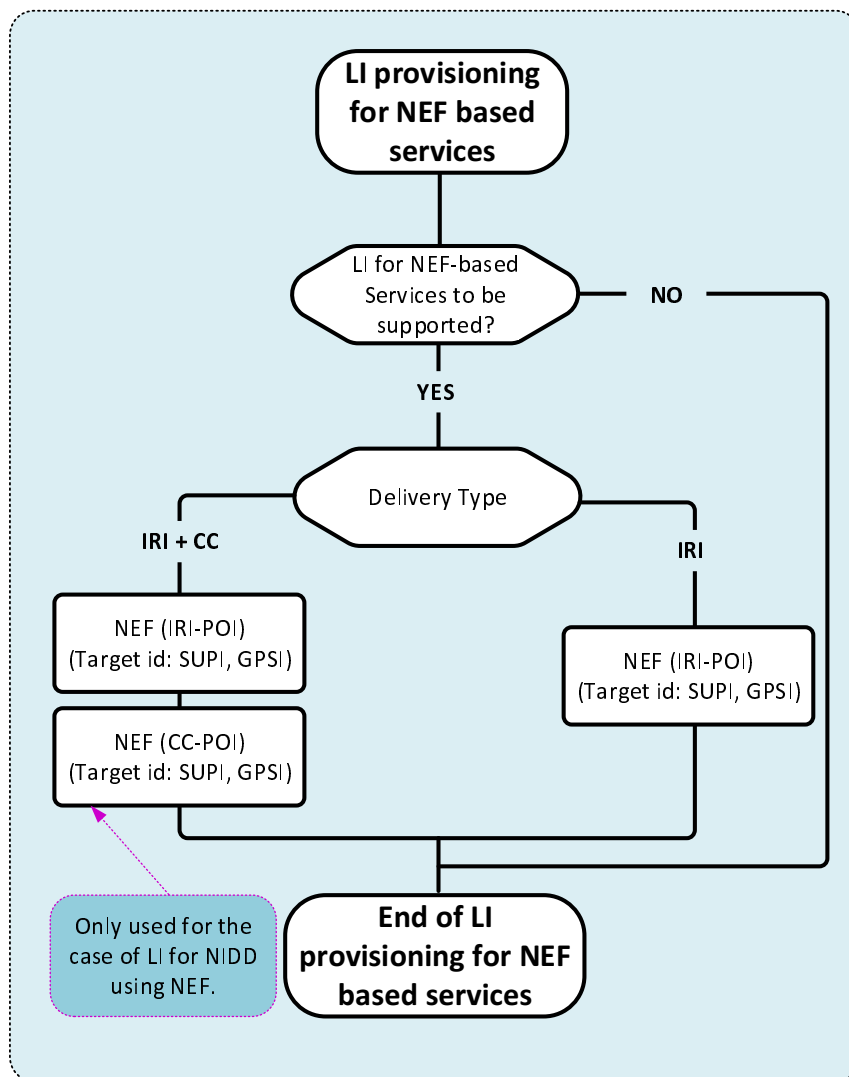 LI provisioning
for NEF based
services
LI for NEF-based
Services to be
supported?
NO
YES
Delivery Type
IRI + CC
IRI
NEF (IRI-POI)
(Target id: SUPI, GPSI)
NEF (IRI-POI)
(Target id: SUPI, GPSI)
NEF (CC-POI)
(Target id: SUPI, GPSI)
Only used for the
case of LI for NIDD
using NEF.
End of LI
provisioning for NEF
based services